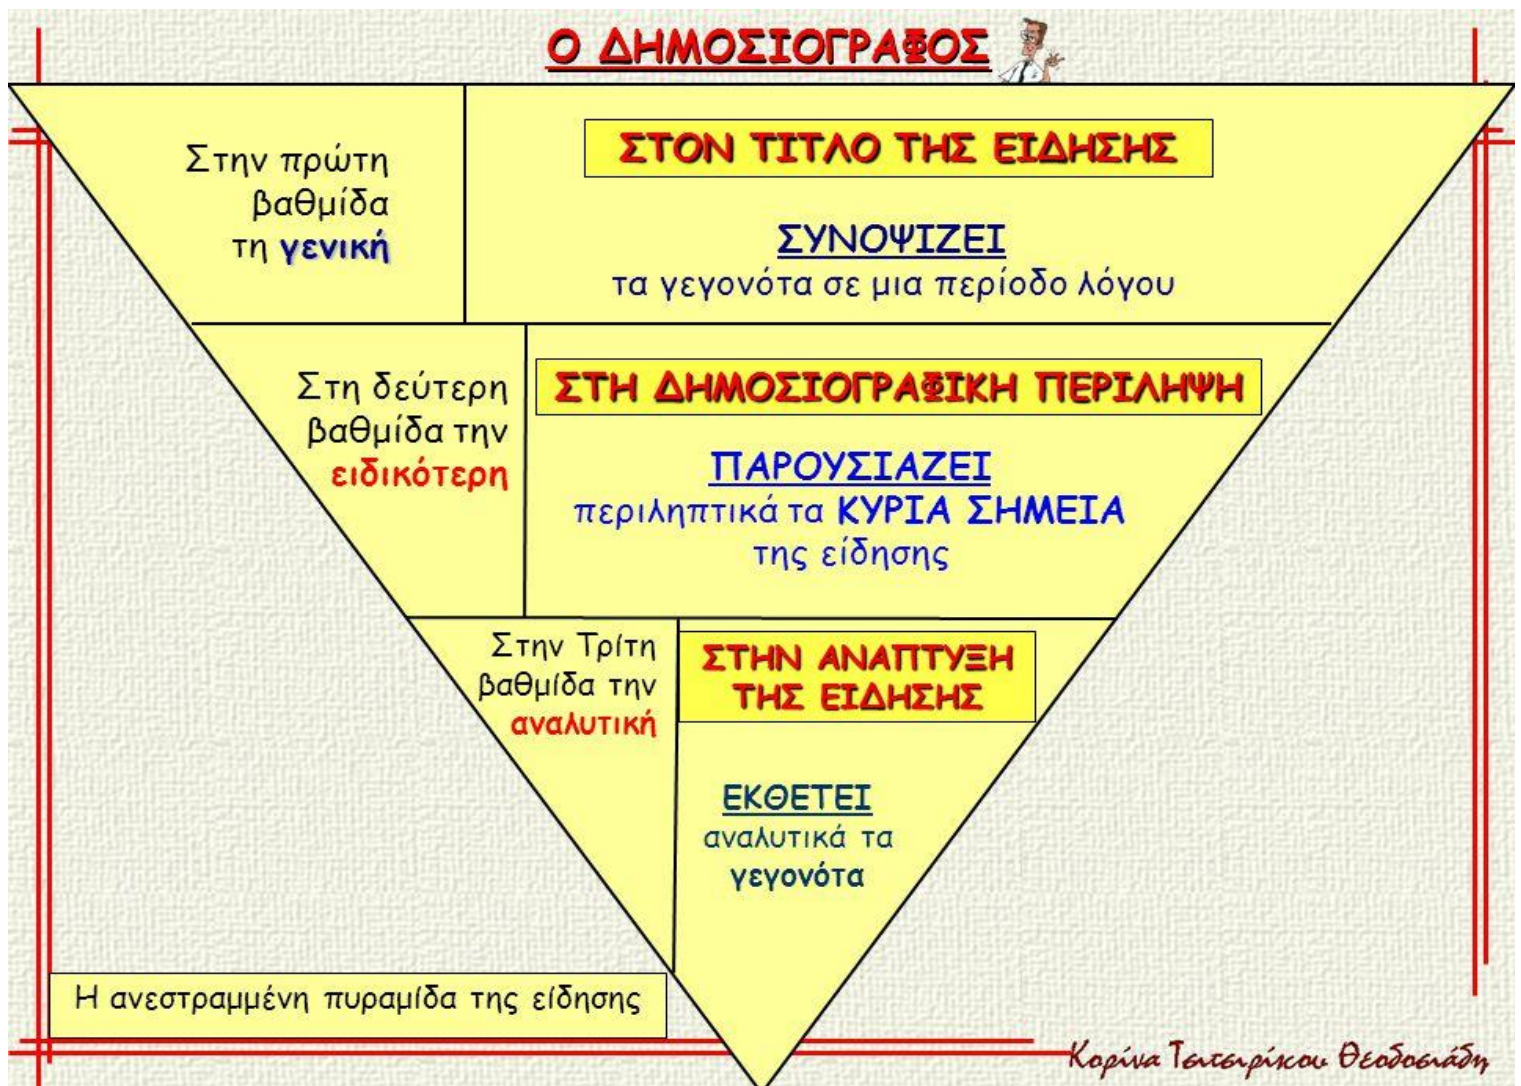 Ο ΔΗΜΟΣΙΟΓΡΑΦΟΣ
Στην πρώτη
βαθμίδα
τη γενική
ΣΤΟΝ ΤΙΤΛΟ ΤΗΣ ΕΙΔΗΣΗΣ
ΣΥΝΟΨΙΖΕΙ
τα γεγονότα σε μια περίοδο λόγου
Στη δεύτερη
βαθμίδα την
ειδικότερη
ΣΤΗ ΔΗΜΟΣΙΟΓΡΑΦΙΚΗ ΠΕΡΙΛΗΨΗ
ΠΑΡΟΥΣΙΑΖΕΙ
περιληπτικά τα ΚΥΡΙΑ ΣΗΜΕΙΑ
της είδησης
Στην Τρίτη
βαθμίδα την
αναλυτική
ΣΤΗΝ ΑΝΑΠΤΥΞΗ
ΤΗΣ ΕΙΔΗΣΗΣ
ΕΚΘΕΤΕΙ
αναλυτικά τα
γεγονότα
Η ανεστραμμένη πυραμίδα της είδησης
Κορίνα Τσιτσιρίκου Θεοδοσιάδη